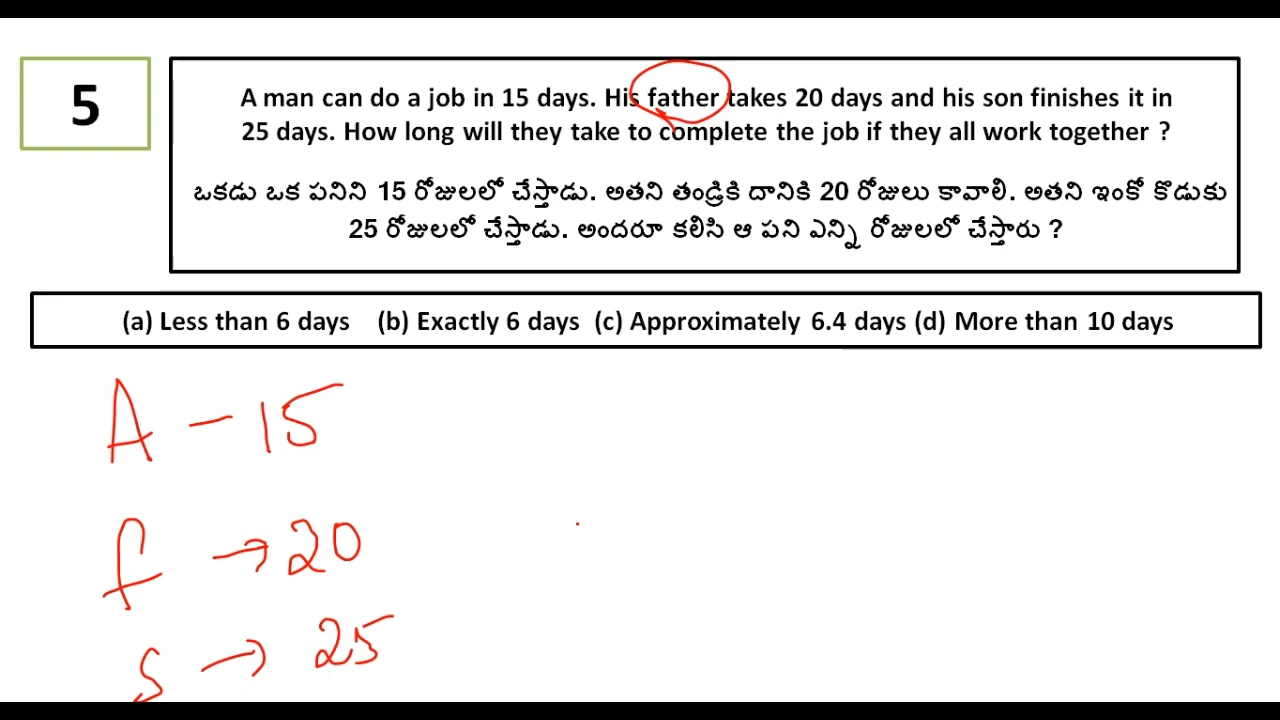 5
A man can do a job in 15 days. His father takes 20 days and his son finishes it in
25 days. How long will they take to complete the job if they all work together ?
ఒకడు ఒక పనిని 15 రోజులలో చేస్తాడు. అతని తండ్రికి దానికి 20 రోజులు కావాలి. అతని ఇంకో కొడుకు
25 రోజులలో చేస్తాడు. అందరూ కలిసి ఆ పని ఎన్ని రోజులలో చేస్తారు ?
(a) Less than 6 days (b) Exactly 6 days (c) Approximately 6.4 days (d) More than 10 days
A – 15
f → 20
s → 25